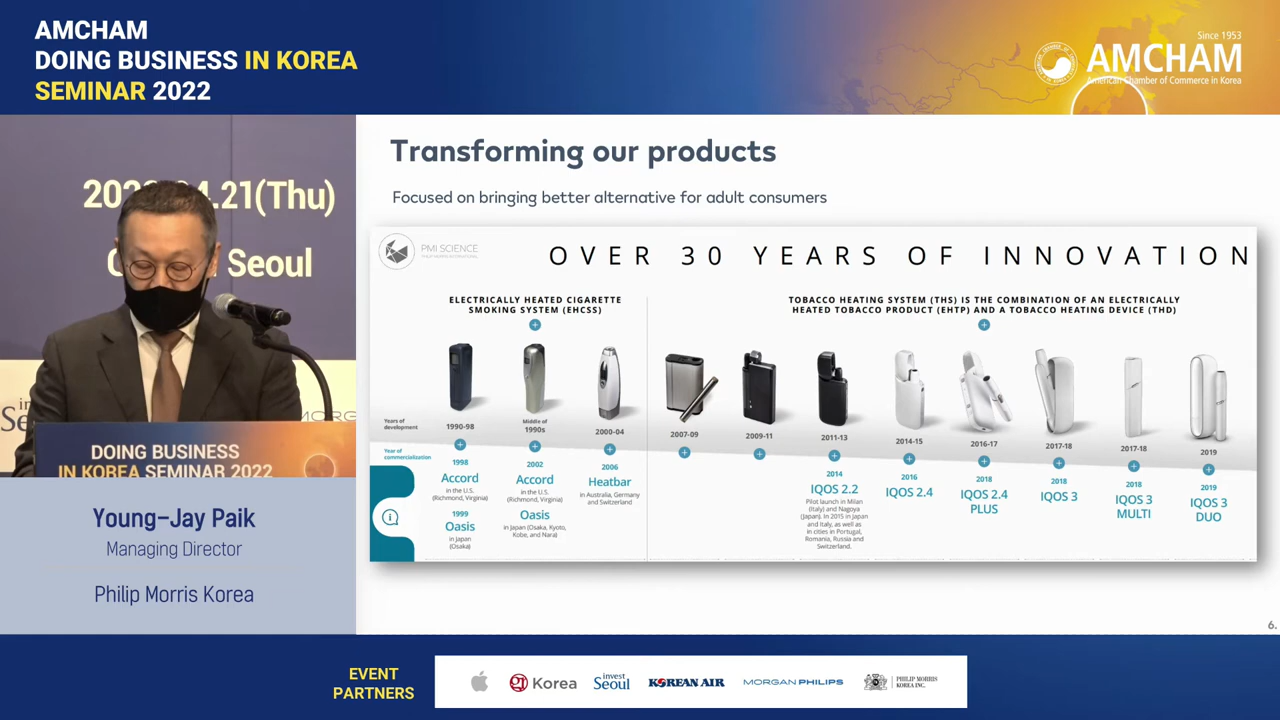 AMCHAM
DOING BUSINESS IN KOREA
SEMINAR 2022
Since 1953
AMCHAM
American Chamber of Commerce in Korea
2022.04.21(Thu)
Seoul
DOING BUSINESS
IN KOREA SEMINAR 2022
Young-Jay Paik
Managing Director
Philip Morris Korea
Transforming our products
Focused on bringing better alternative for adult consumers
PMI SCIENCE
PHILIP MORRIS INTERNATIONAL
OVER 30 YEARS OF INNOVATION
ELECTRICALLY HEATED CIGARETTE
SMOKING SYSTEM (EHCSS)
TOBACCO HEATING SYSTEM (THS) IS THE COMBINATION OF AN ELECTRICALLY
HEATED TOBACCO PRODUCT (EHTP) AND A TOBACCO HEATING DEVICE (THD)
Years of
development
1990-98
Middle of
1990s
2000-04
2007-09
2009-11
2011-13
2014-15
2016-17
2017-18
2017-18
2019
Year of
commercialization
1998
Accord
in the U.S.
(Richmond, Virginia)
1999
Oasis
in Japan
(Osaka)
2002
Accord
in the U.S.
(Richmond, Virginia)
Oasis
in Japan (Osaka, Kyoto,
Kobe, and Nara)
2006
Heatbar
in Australia, Germany
and Switzerland
2014
IQOS 2.2
Pilot launch in Milan
(Italy) and Nagoya
(Japan). In 2015 in Japan
and Italy, as well as
in cities in Portugal,
Romania, Russia and
Switzerland.
2016
IQOS 2.4
2018
IQOS 2.4
PLUS
2018
IQOS 3
2018
IQOS 3
MULTI
2019
IQOS 3
DUO
6.
EVENT
PARTNERS
Korea
invest
Seoul
KOREAN AIR
MORGAN PHILIPS
PHILIP MORRIS
KOREA INC.